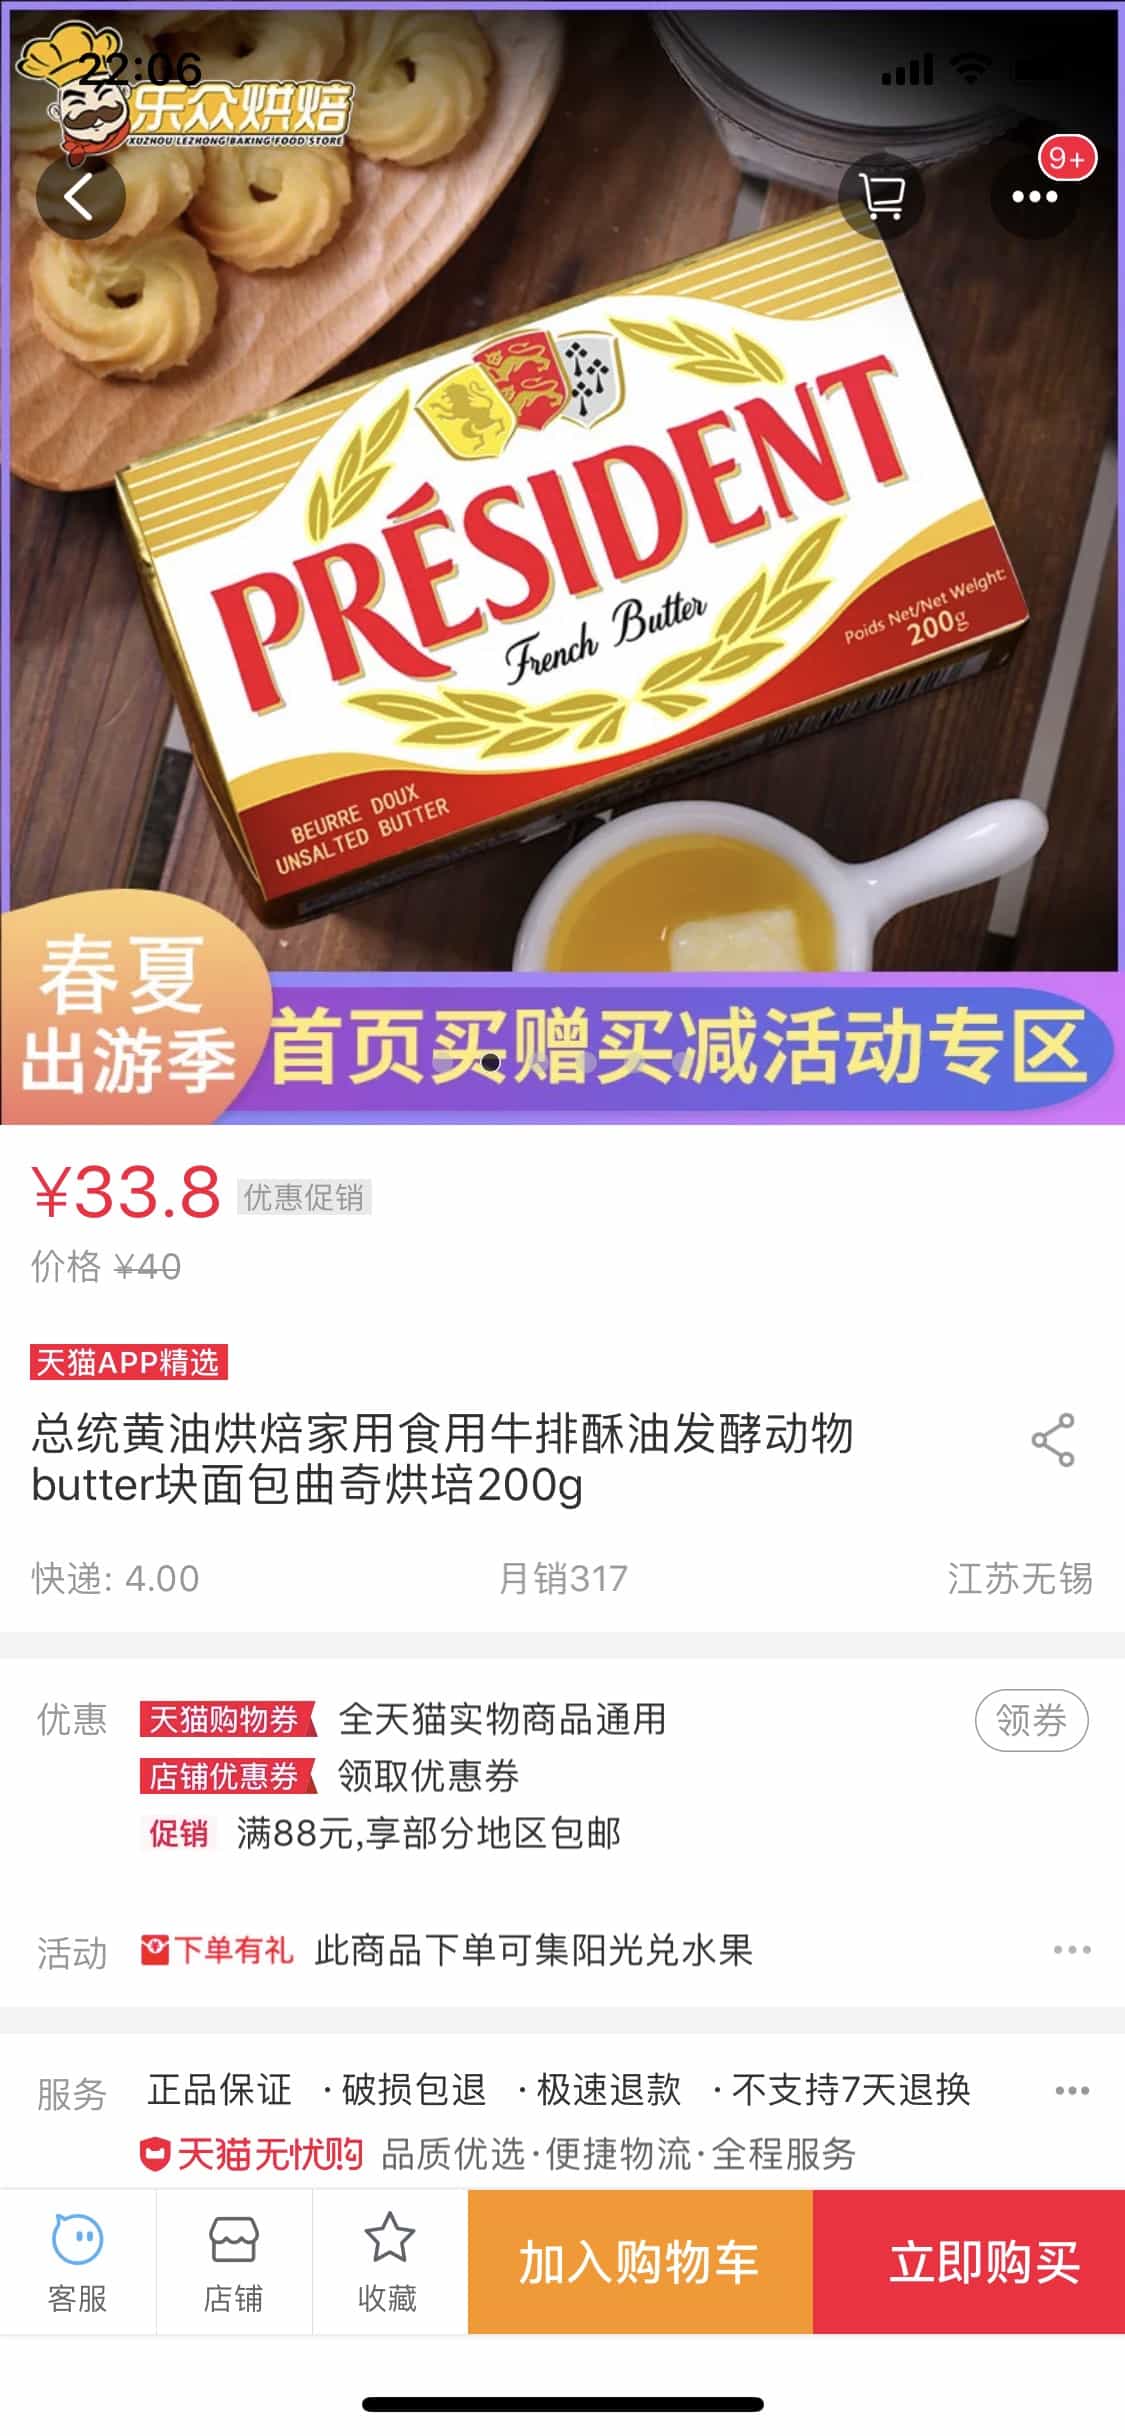 22:06
乐众烘焙
XUZHOU LEZHONG BAKING FOOD STORE
9+
PRÉSIDENT
French Butter
Poids Net/Net Weight:
200g
BEURRE DOUX
UNSALTED BUTTER
春夏
出游季
首页买赠买减活动专区
¥33.8 优惠促销
价格 ¥40
天猫APP精选
总统黄油烘焙家用食用牛排酥油发酵动物
butter块面包曲奇烘培200g
快递: 4.00 月销317 江苏无锡
优惠 天猫购物券 全天猫实物商品通用 领券
店铺优惠券 领取优惠券
促销 满88元,享部分地区包邮
活动 下单有礼 此商品下单可集阳光兑水果
服务 正品保证 · 破损包退 · 极速退款 · 不支持7天退换
天猫无忧购 品质优选·便捷物流·全程服务
客服 店铺 收藏 加入购物车 立即购买